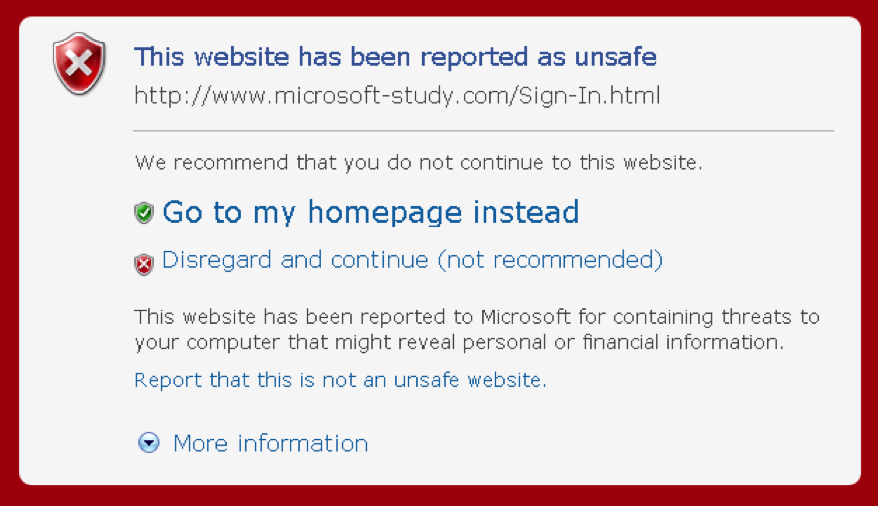 This website has been reported as unsafe
http://www.microsoft-study.com/Sign-In.html
We recommend that you do not continue to this website.
Go to my homepage instead
Disregard and continue (not recommended)
This website has been reported to Microsoft for containing threats to
your computer that might reveal personal or financial information.
Report that this is not an unsafe website.
More information